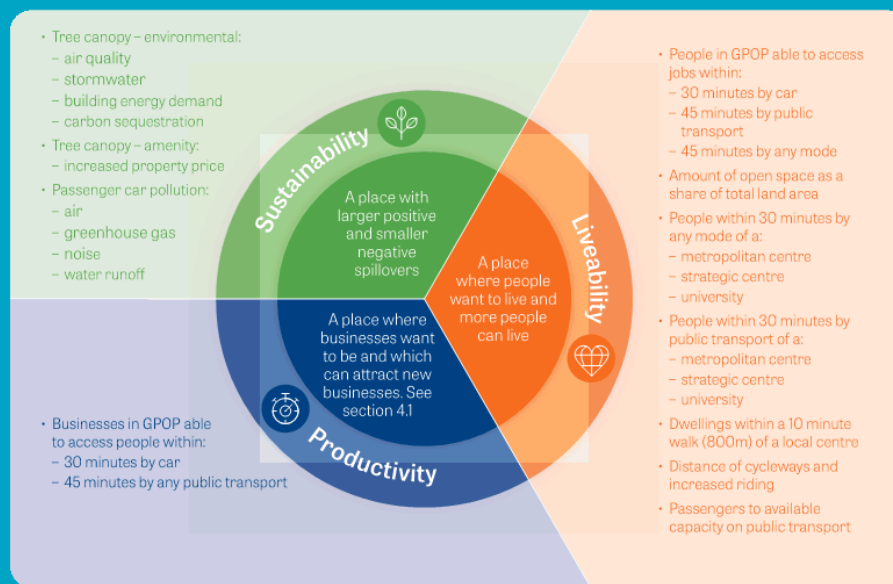 • Tree canopy – environmental:
– air quality
– stormwater
– building energy demand
– carbon sequestration
• Tree canopy – amenity:
– increased property price
• Passenger car pollution:
– air
– greenhouse gas
– noise
– water runoff
Sustainability
A place with
larger positive
and smaller
negative
spillovers
Liveability
A place
where people
want to live and
more people
can live
• People in GPOP able to access
jobs within:
– 30 minutes by car
– 45 minutes by public
transport
– 45 minutes by any mode
• Amount of open space as a
share of total land area
• People within 30 minutes by
any mode of a:
– metropolitan centre
– strategic centre
– university
• People within 30 minutes by
public transport of a:
– metropolitan centre
– strategic centre
– university
• Dwellings within a 10 minute
walk (800m) of a local centre
• Distance of cycleways and
increased riding
• Passengers to available
capacity on public transport
A place where
businesses want
to be and which
can attract new
businesses. See
section 4.1
Productivity
• Businesses in GPOP able
to access people within:
– 30 minutes by car
– 45 minutes by any public transport